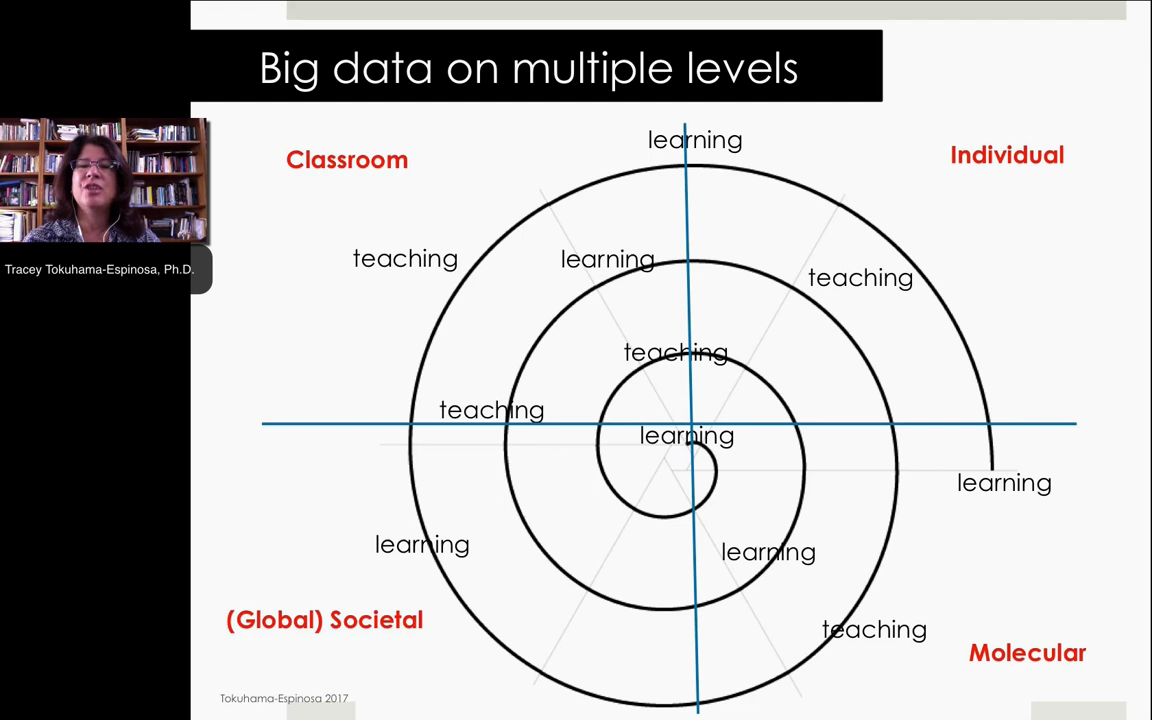 Big data on multiple levels
learning
Classroom
Individual
teaching
learning
teaching
Tracey Tokuhama-Espinosa, Ph.D.
teaching
teaching
learning
learning
learning
learning
(Global) Societal
teaching
Molecular
Tokuhama-Espinosa 2017